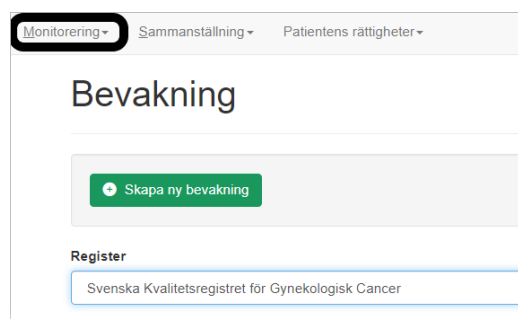 Monitorering Sammanställning Patientens rättigheter
Bevakning
Skapa ny bevakning
Register
Svenska Kvalitetsregistret för Gynekologisk Cancer